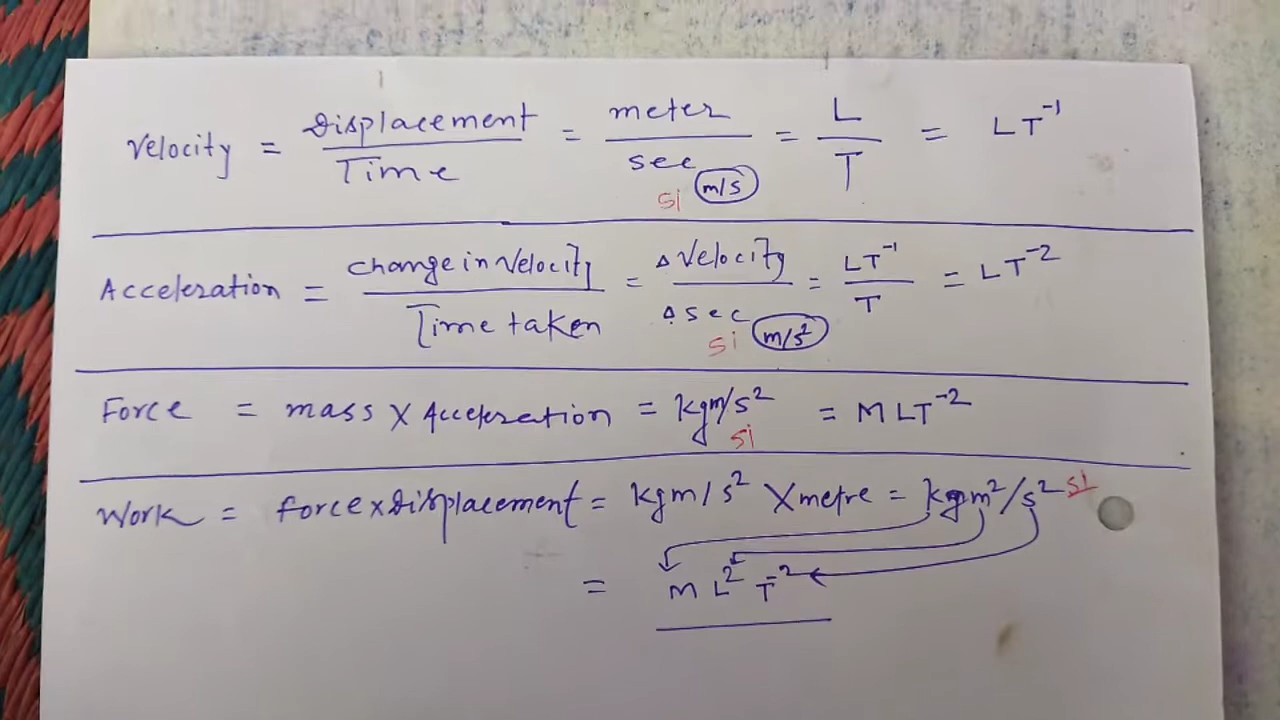 Velocity = Displacement / Time = meter / sec = L / T = LT⁻¹
si m/s
Acceleration = change in velocity / Time taken = Δ Velocity / Δ sec = LT⁻¹ / T = LT⁻²
si m/s²
Force = mass X Acceleration = kgm/s² = MLT⁻²
si
Work = force x Displacement = kgm/s² X metre = kgm²/s² SI
= M L² T⁻²